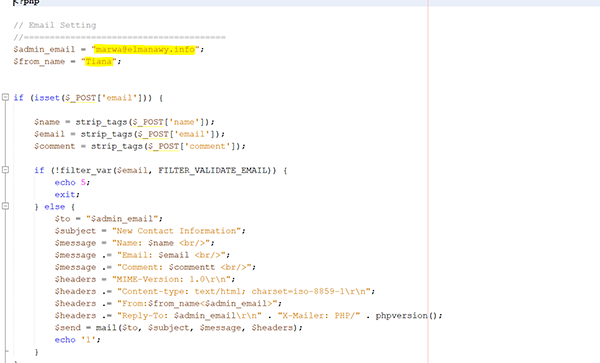 <?php
// Email Setting
//=====================================
$admin_email = "marwa@elmanawy.info";
$from_name = "Tiana";
if (isset($_POST['email'])) {
$name = strip_tags($_POST['name']);
$email = strip_tags($_POST['email']);
$comment = strip_tags($_POST['comment']);
if (!filter_var($email, FILTER_VALIDATE_EMAIL)) {
echo 5;
exit;
} else {
$to = "$admin_email";
$subject = "New Contact Information";
$message = "Name: $name <br/>";
$message .= "Email: $email <br/>";
$message .= "Comment: $commentt <br/>";
$headers = "MIME-Version: 1.0\r\n";
$headers .= "Content-type: text/html; charset=iso-8859-1\r\n";
$headers .= "From:$from_name<$admin_email>";
$headers .= "Reply-To: $admin_email\r\n" . "X-Mailer: PHP/" . phpversion();
$send = mail($to, $subject, $message, $headers);
echo '1';
}